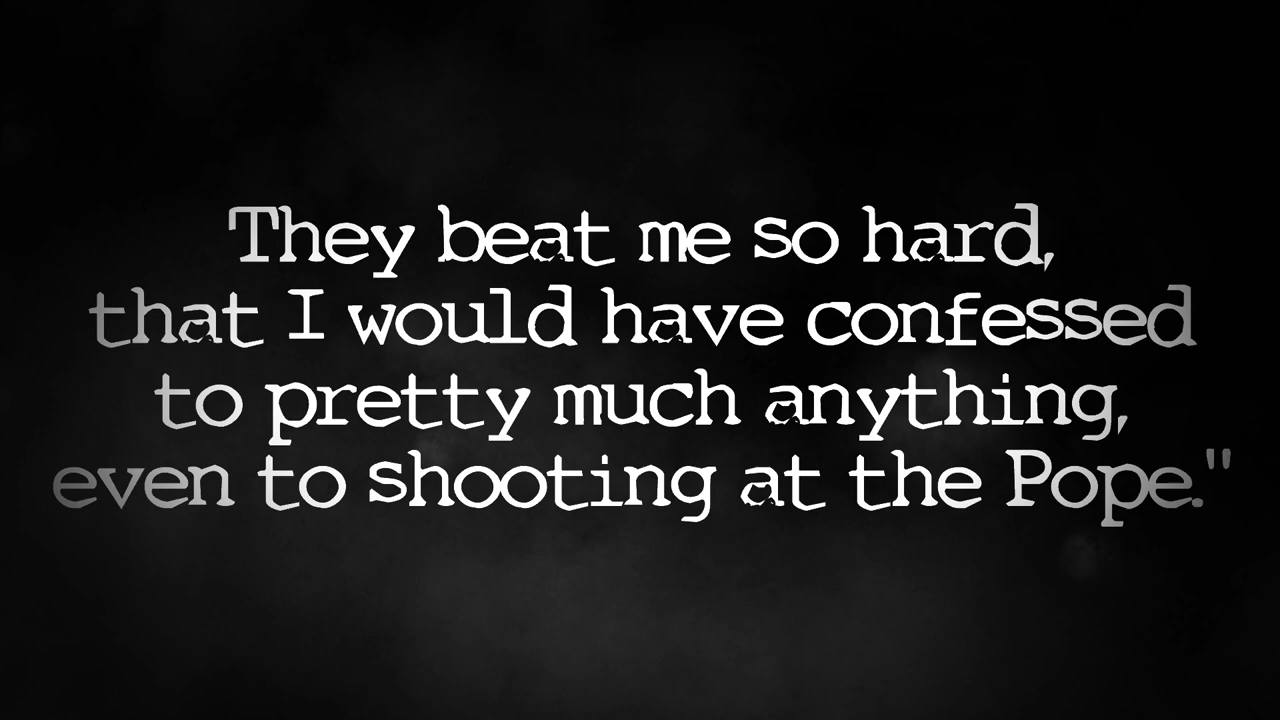 They beat me so hard,
that I would have confessed
to pretty much anything,
even to shooting at the Pope."